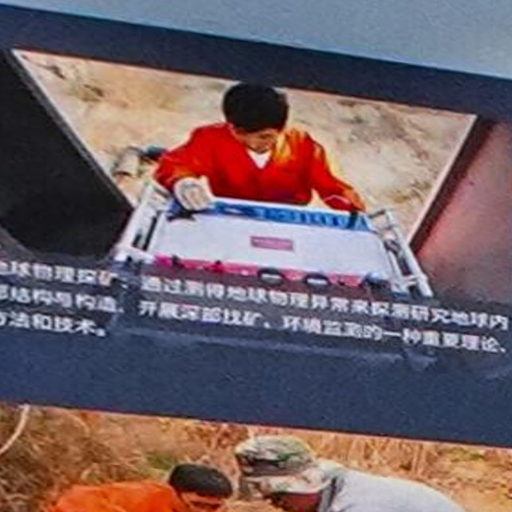 地球物理探矿，通过测得地球物理异常来探测研究地球内
部结构与构造，开展深部找矿、环境监测的一种重要理论、
方法和技术。